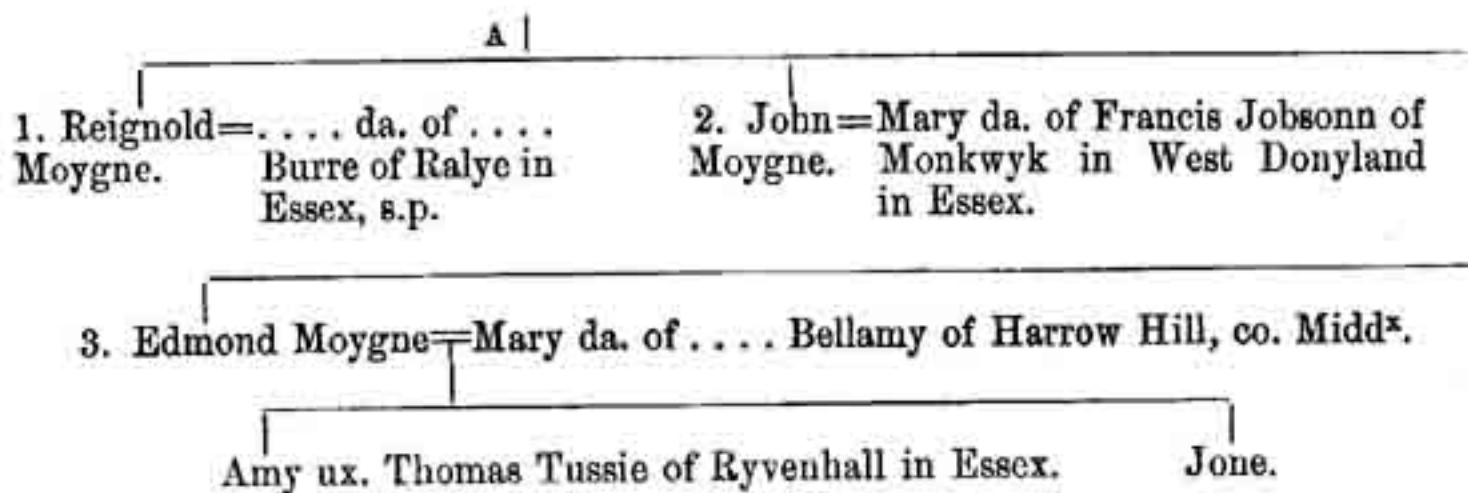 A
1. Reignold=. . . . da. of . . . .
Moygne. Burre of Ralye in
Essex, s.p.
2. John=Mary da. of Francis Jobsonn of
Moygne. Monkwyk in West Donyland
in Essex.
3. Edmond Moygne=Mary da. of . . . . Bellamy of Harrow Hill, co. Middˣ.
Amy ux. Thomas Tussie of Ryvenhall in Essex. Jone.